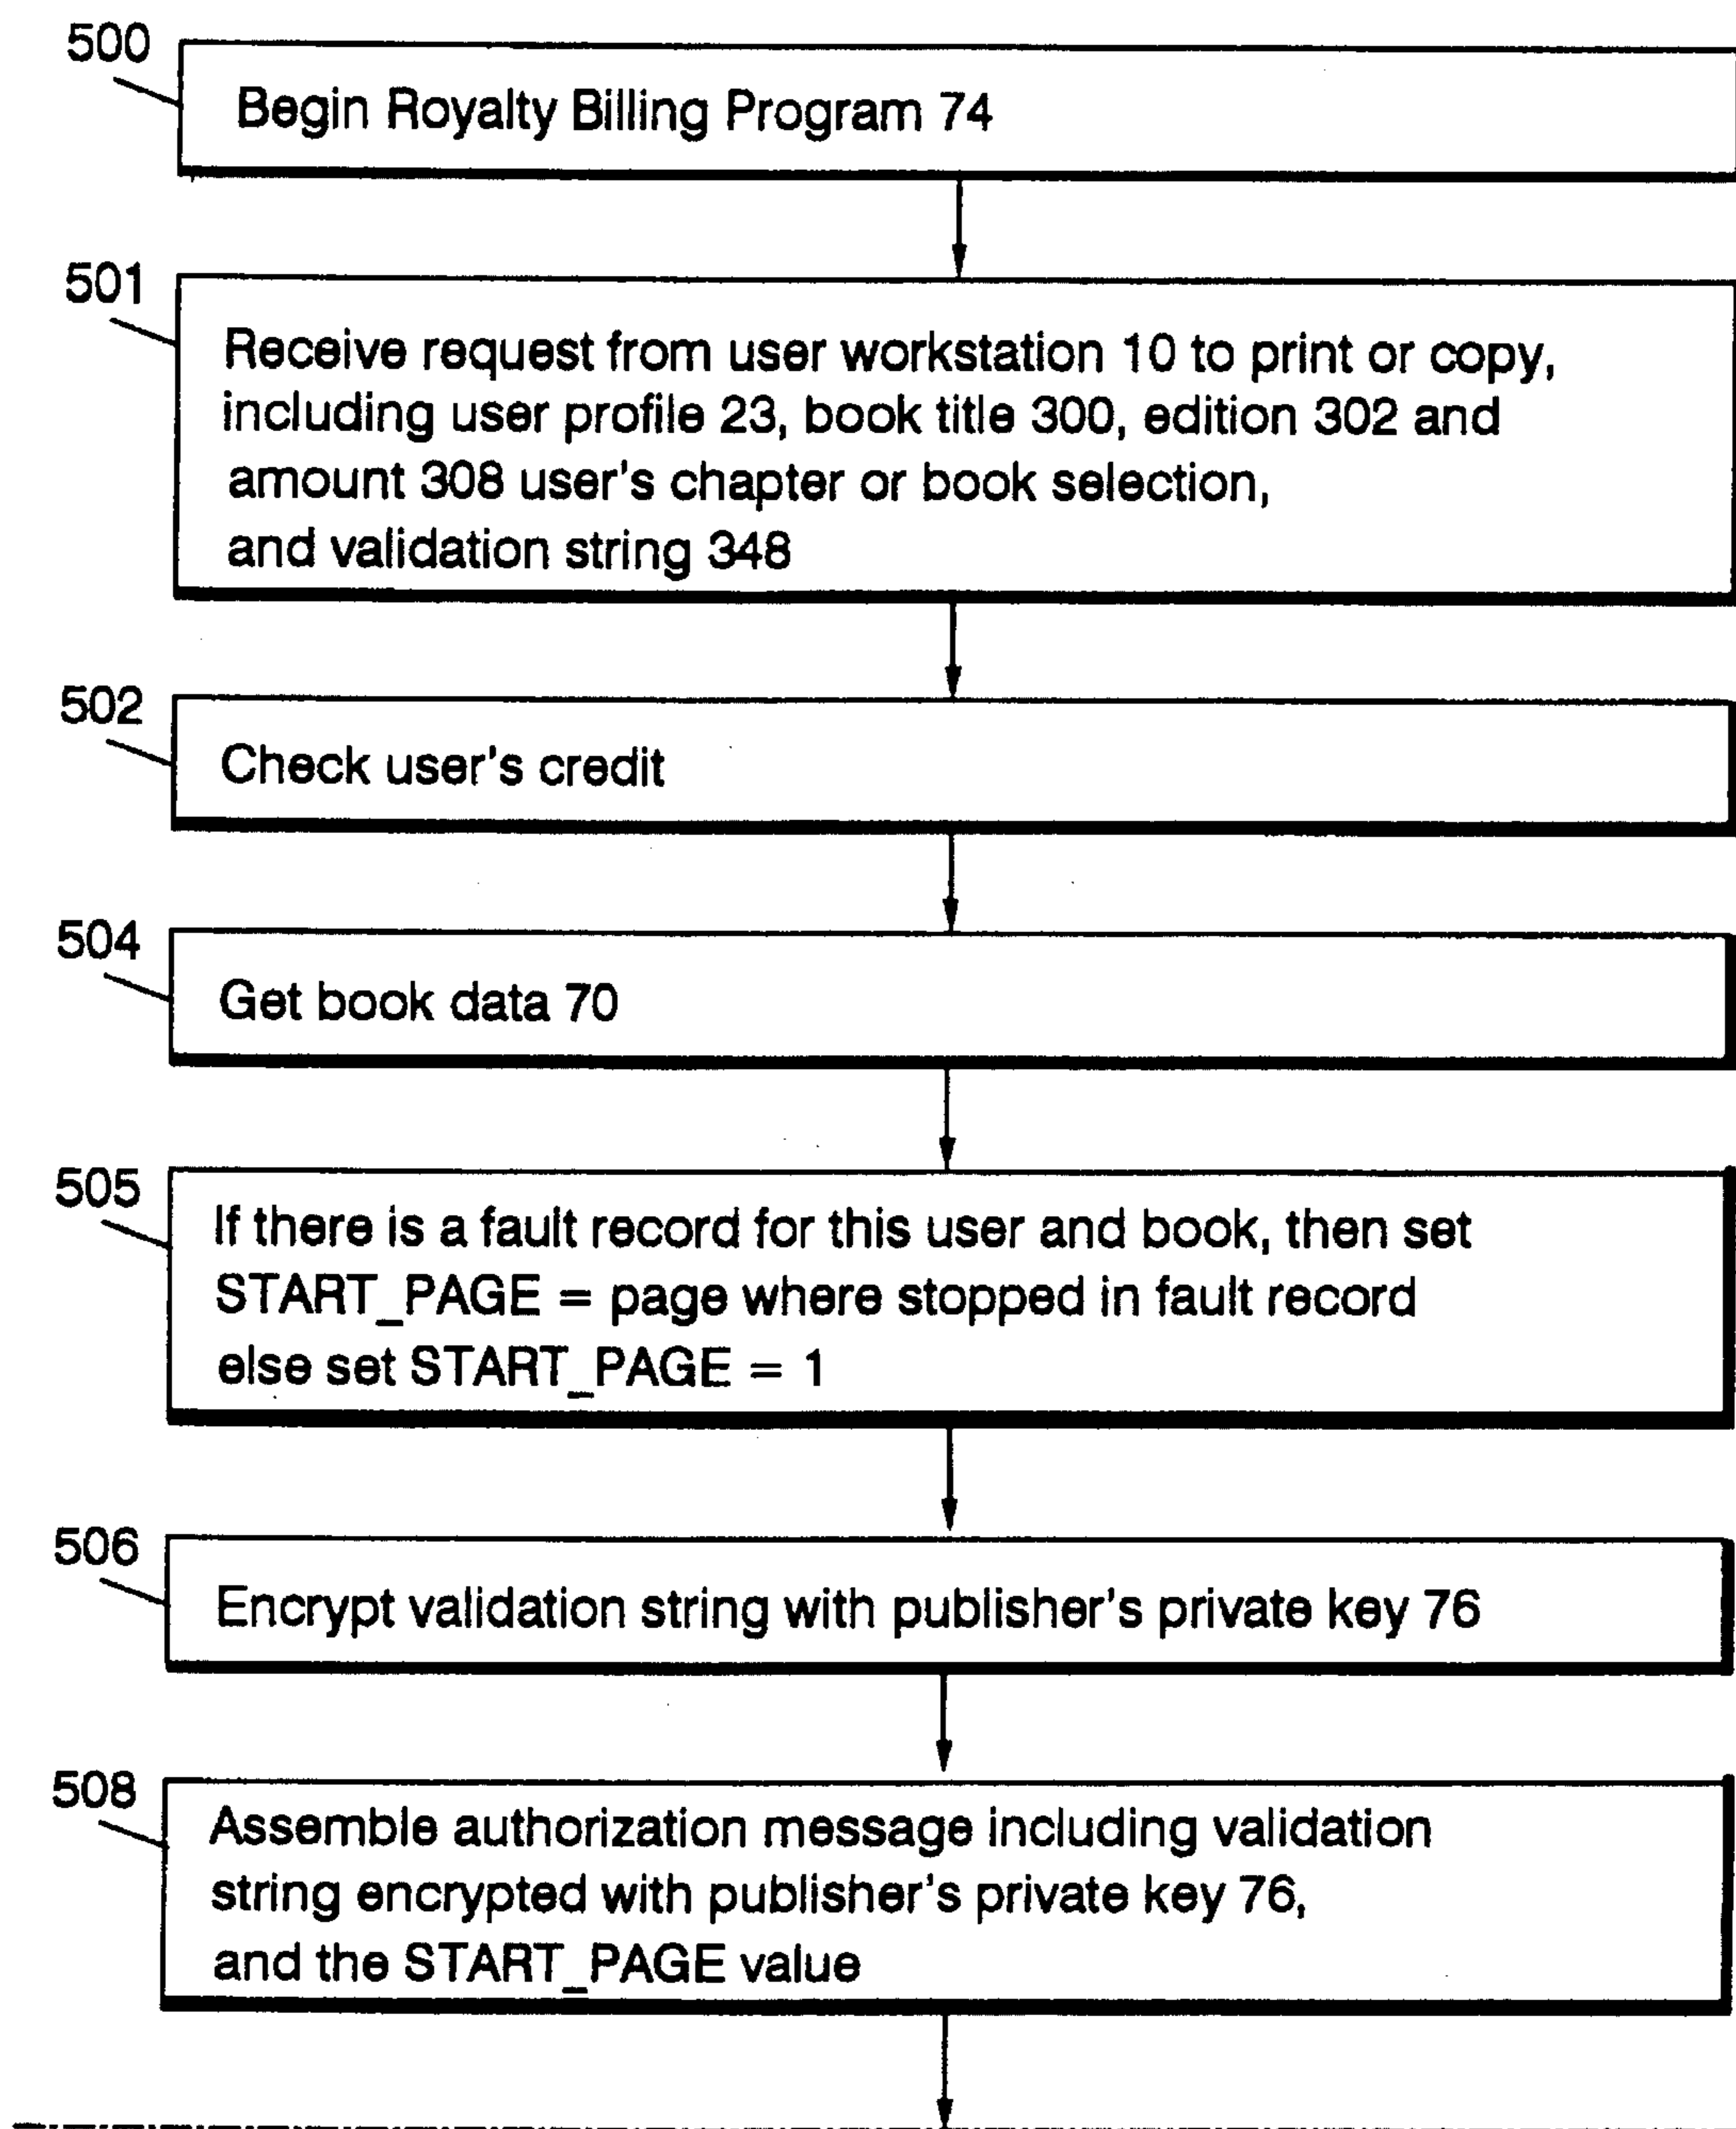 500
Begin Royalty Billing Program 74
501
Receive request from user workstation 10 to print or copy,
including user profile 23, book title 300, edition 302 and
amount 308 user's chapter or book selection,
and validation string 348
502
Check user's credit
504
Get book data 70
505
If there is a fault record for this user and book, then set
START_PAGE = page where stopped in fault record
else set START_PAGE = 1
506
Encrypt validation string with publisher's private key 76
508
Assemble authorization message including validation
string encrypted with publisher's private key 76,
and the START_PAGE value